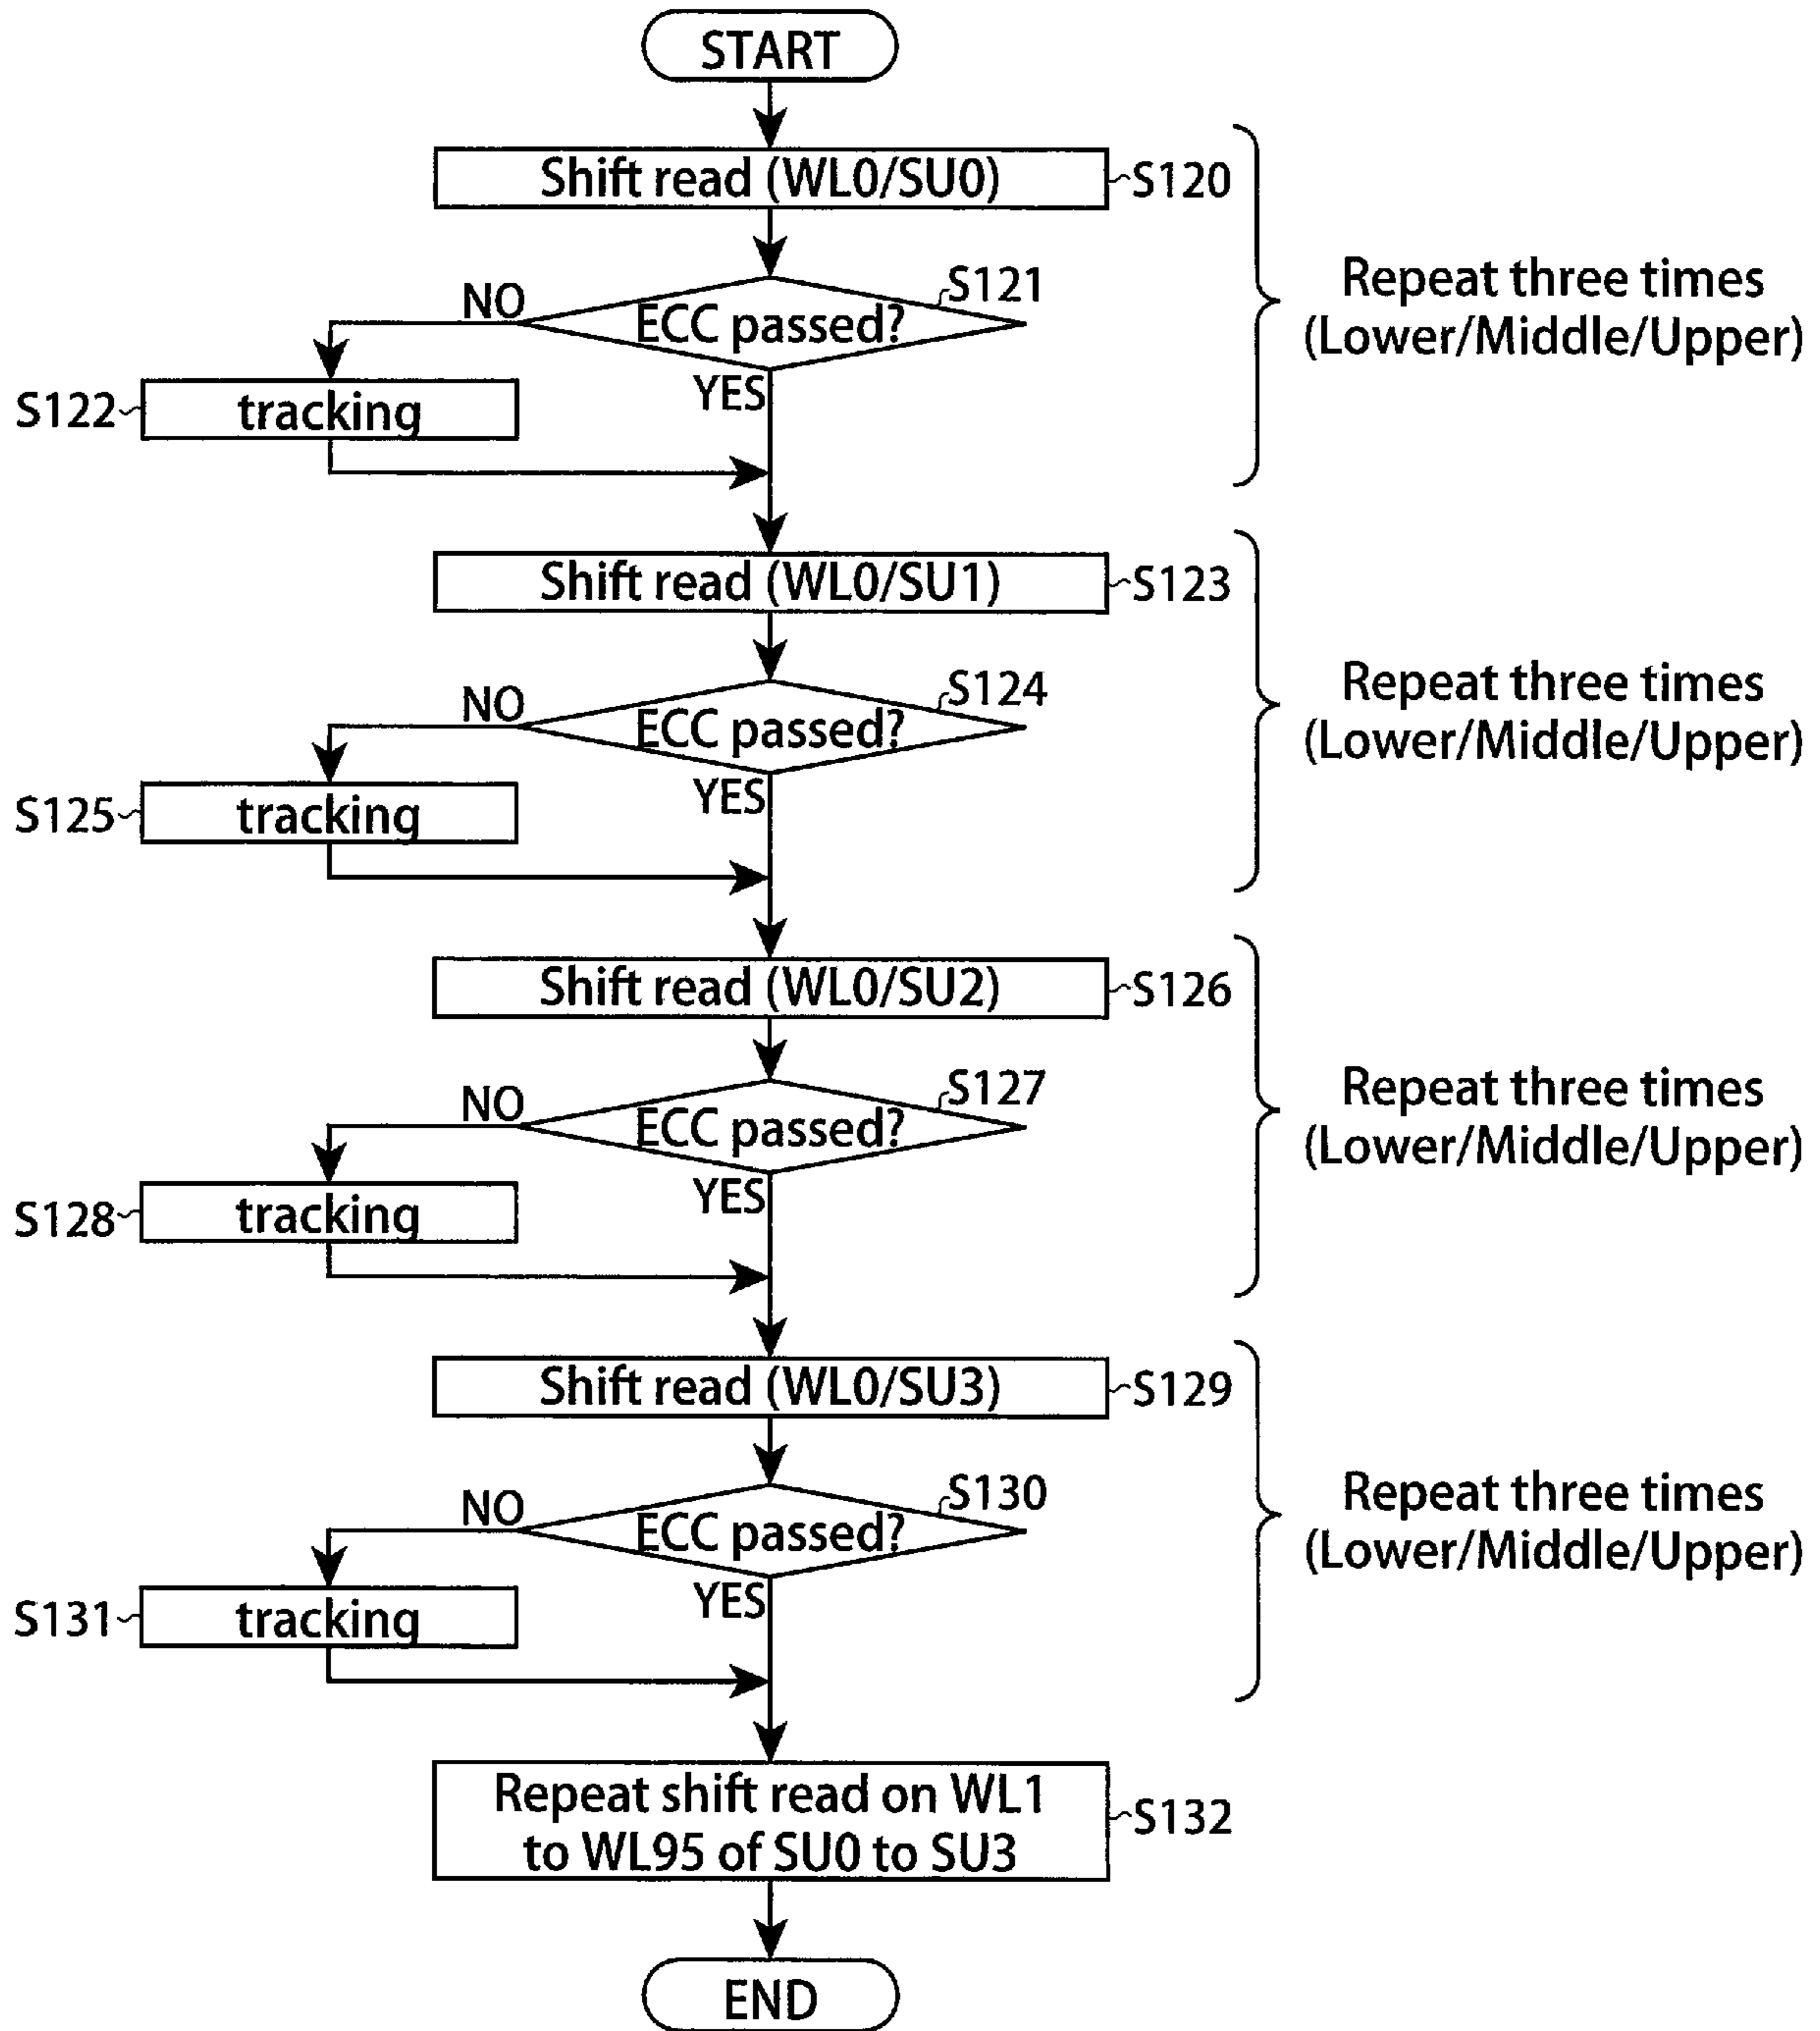 START
Shift read (WL0/SU0)
S120
S121
ECC passed?
NO
YES
S122
tracking
Repeat three times
(Lower/Middle/Upper)
Shift read (WL0/SU1)
S123
S124
ECC passed?
NO
YES
S125
tracking
Repeat three times
(Lower/Middle/Upper)
Shift read (WL0/SU2)
S126
S127
ECC passed?
NO
YES
S128
tracking
Repeat three times
(Lower/Middle/Upper)
Shift read (WL0/SU3)
S129
S130
ECC passed?
NO
YES
S131
tracking
Repeat three times
(Lower/Middle/Upper)
Repeat shift read on WL1
to WL95 of SU0 to SU3
S132
END